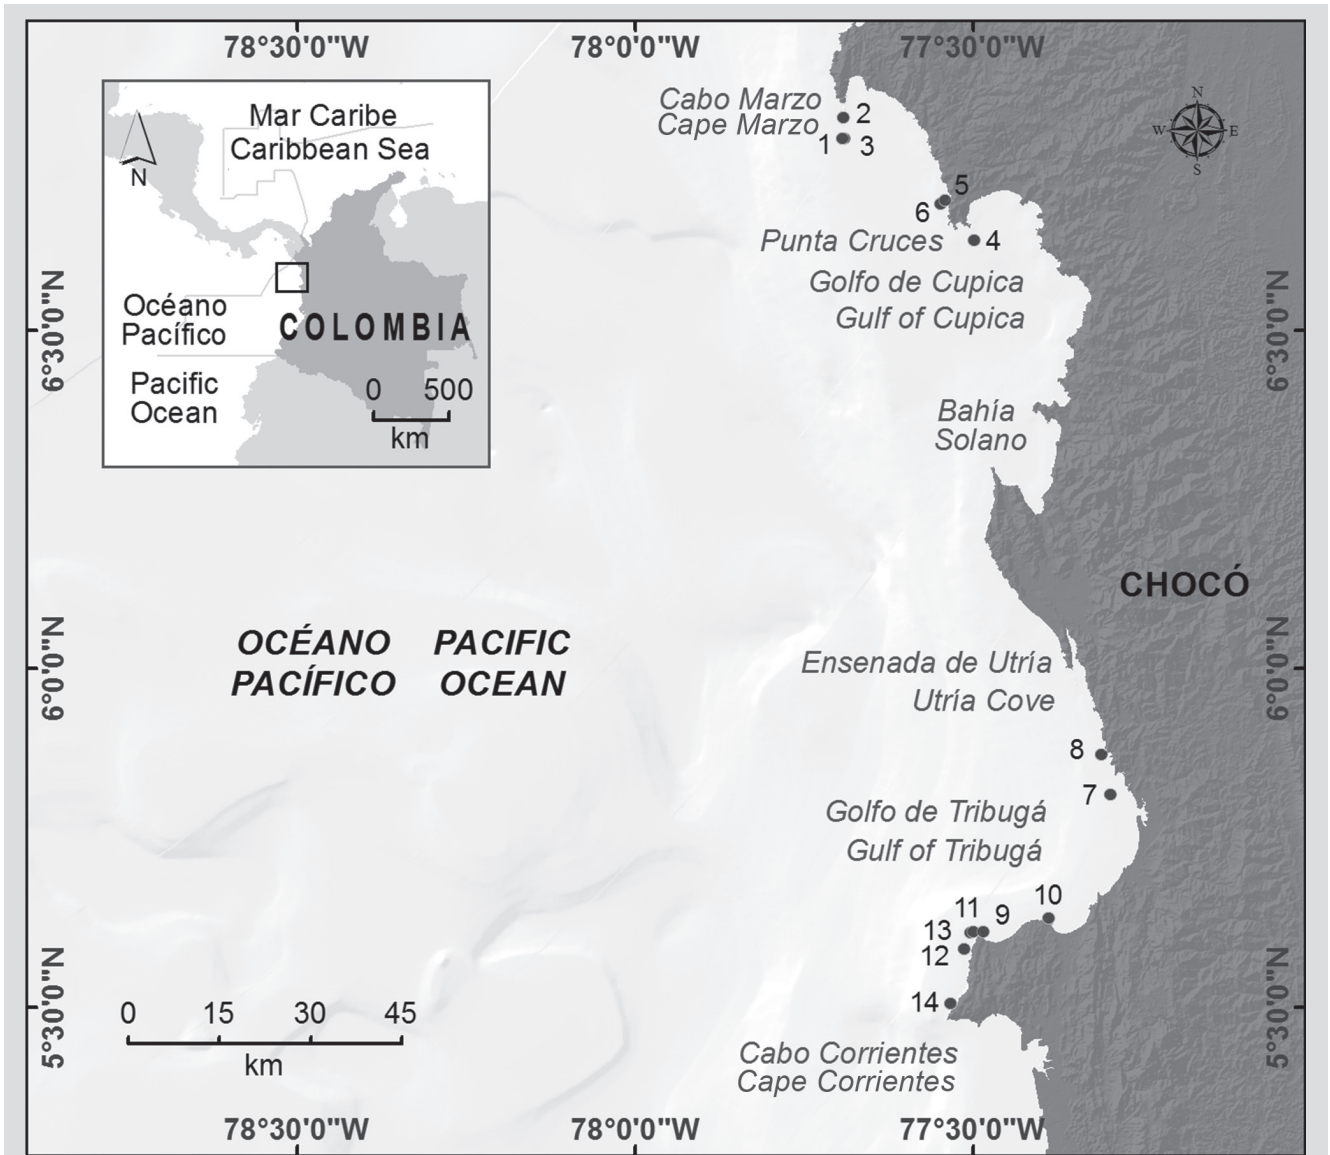 78°30'0"W
78°0'0"W
77°30'0"W
Mar Caribe
Caribbean Sea
N
Océano
Pacífico
COLOMBIA
Pacific
Ocean
0 500
km
Cabo Marzo
Cape Marzo
2
1 3
N
W E
S
5
6
Punta Cruces
4
Golfo de Cupica
Gulf of Cupica
6°30'0"N
6°30'0"N
Bahía
Solano
CHOCÓ
OCÉANO PACIFIC
PACÍFICO OCEAN
Ensenada de Utría
Utría Cove
6°0'0"N
6°0'0"N
8
7
Golfo de Tribugá
Gulf of Tribugá
10
11 9
13
12
14
0 15 30 45
km
5°30'0"N
5°30'0"N
Cabo Corrientes
Cape Corrientes
78°30'0"W
78°0'0"W
77°30'0"W